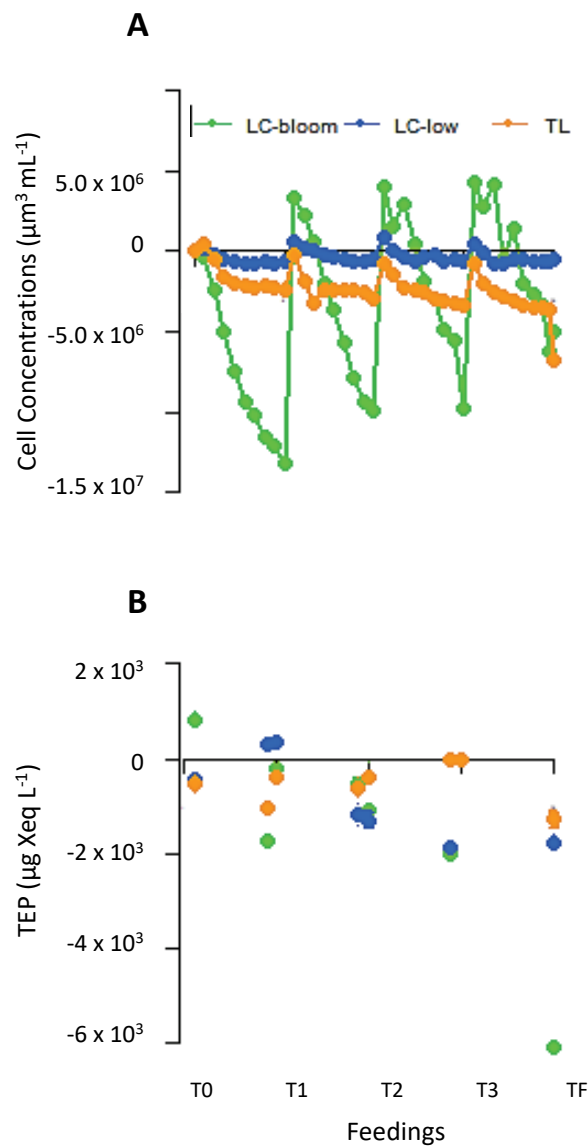 A
LC-bloom LC-low TL
5.0 x 10⁶
0
-5.0 x 10⁶
-1.5 x 10⁷
Cell Concentrations (µm³ mL⁻¹)
B
2 x 10³
0
-2 x 10³
-4 x 10³
-6 x 10³
TEP (µg Xeq L⁻¹)
T0 T1 T2 T3 TF
Feedings